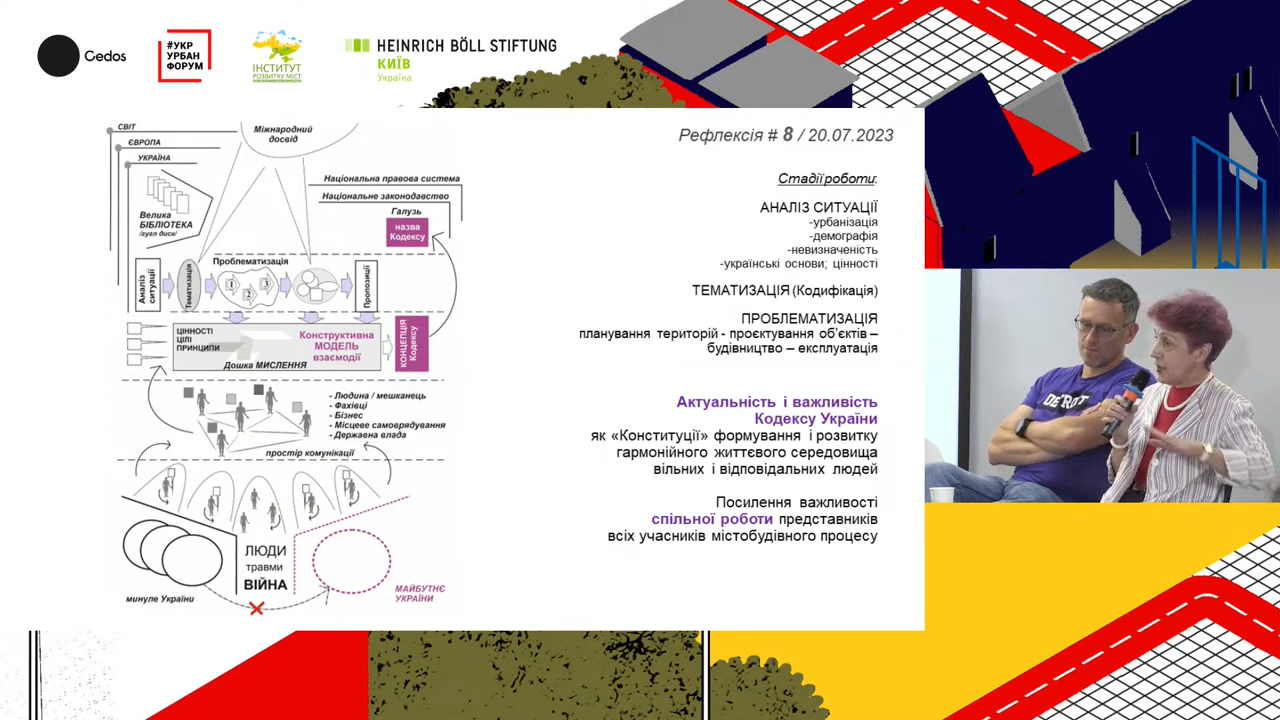 Cedos
#УКР
УРБАН
ФОРУМ
ІНСТИТУТ
РОЗВИТКУ МІСТ
HEINRICH BÖLL STIFTUNG
КИЇВ
Україна
СВІТ
ЄВРОПА
УКРАЇНА
Міжнародний
досвід
Національна правова система
Національне законодавство
Галузь
назва
Кодексу
Велика
БІБЛІОТЕКА
/гугл диск/
Проблематизація
Аналіз
ситуації
Тематизація
1
2
3
Пропозиції
ЦІННОСТІ
ЦІЛІ
ПРИНЦИПИ
Конструктивна
МОДЕЛЬ
взаємодії
Дошка МИСЛЕННЯ
КОНЦЕПЦІЯ
Кодексу
- Людина / мешканець
- Фахівці
- Бізнес
- Місцеве самоврядування
- Державна влада
простір комунікації
ЛЮДИ
травми
ВІЙНА
минуле України
МАЙБУТНЄ
УКРАЇНИ
Рефлексія # 8 / 20.07.2023
Стадії роботи:
АНАЛІЗ СИТУАЦІЇ
-урбанізація
-демографія
-невизначеність
-українські основи; цінності
ТЕМАТИЗАЦІЯ (Кодифікація)
ПРОБЛЕМАТИЗАЦІЯ
планування територій - проєктування об'єктів –
будівництво – експлуатація
Актуальність і важливість
Кодексу України
як «Конституції» формування і розвитку
гармонійного життєвого середовища
вільних і відповідальних людей
Посилення важливості
спільної роботи представників
всіх учасників містобудівного процесу